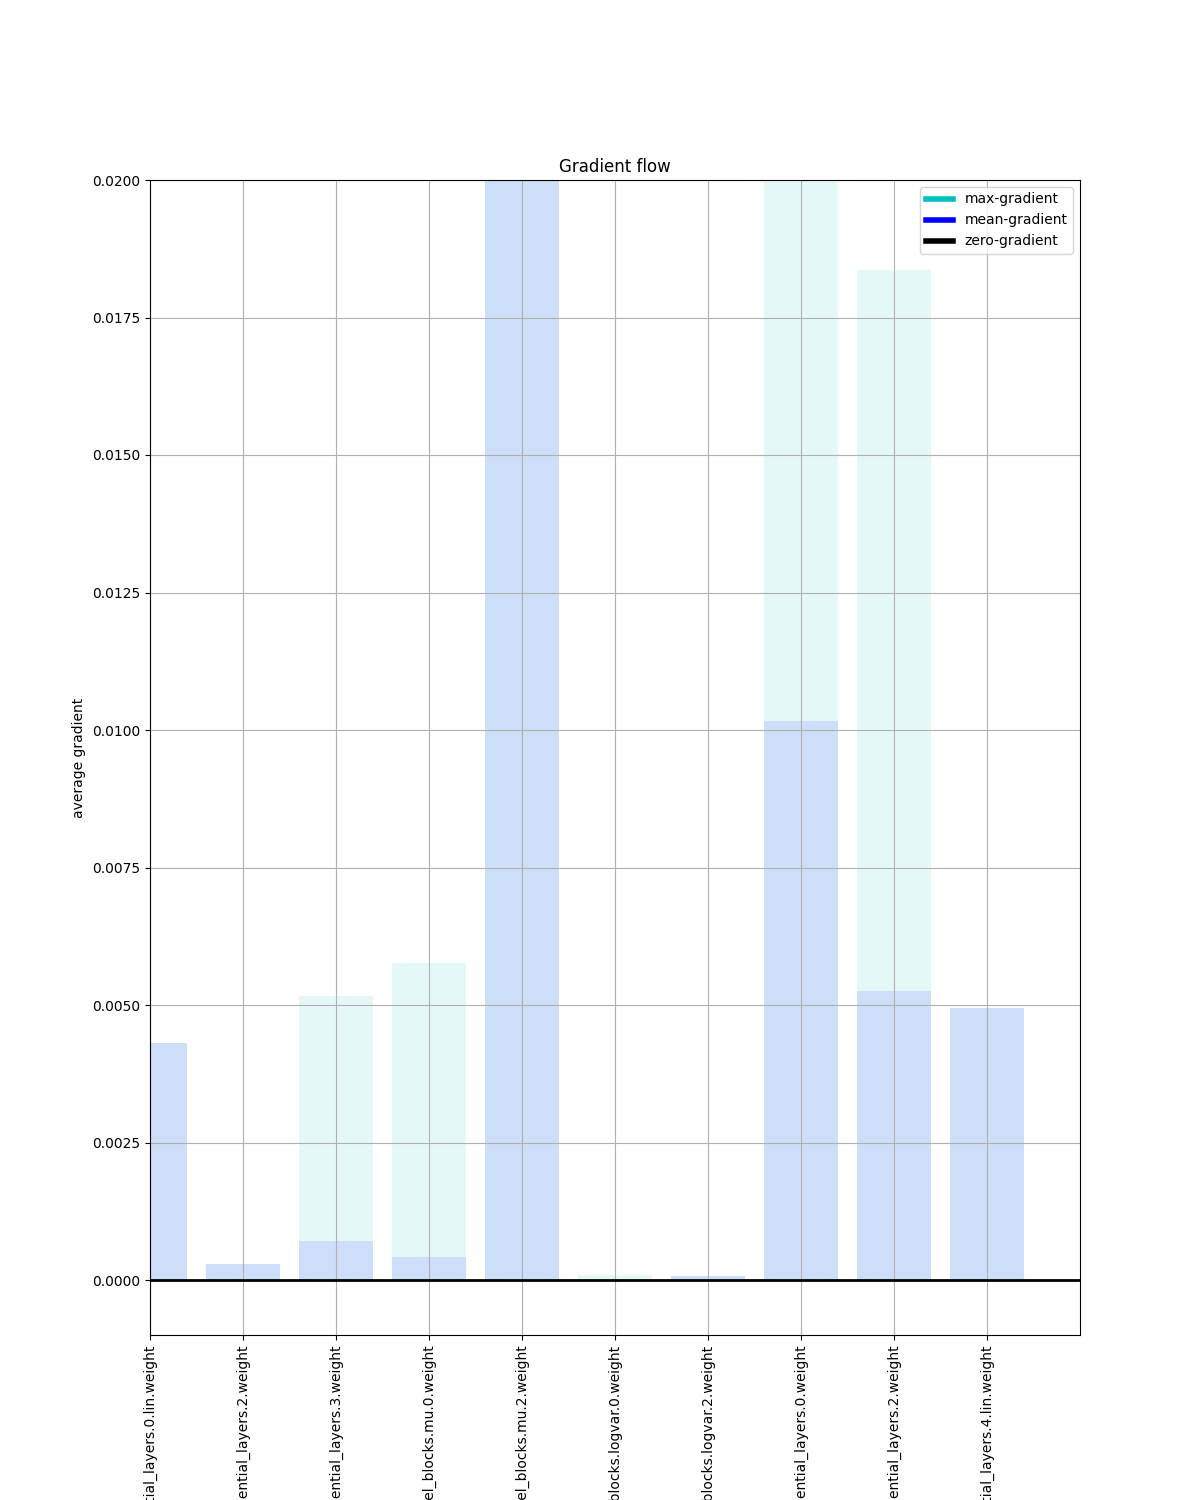 Gradient flow
max-gradient
mean-gradient
zero-gradient
0.0200
0.0175
0.0150
0.0125
0.0100
0.0075
0.0050
0.0025
0.0000
average gradient
tial_layers.0.lin.weight
ential_layers.2.weight
ential_layers.3.weight
el_blocks.mu.0.weight
el_blocks.mu.2.weight
blocks.logvar.0.weight
blocks.logvar.2.weight
ential_layers.0.weight
ential_layers.2.weight
tial_layers.4.lin.weight